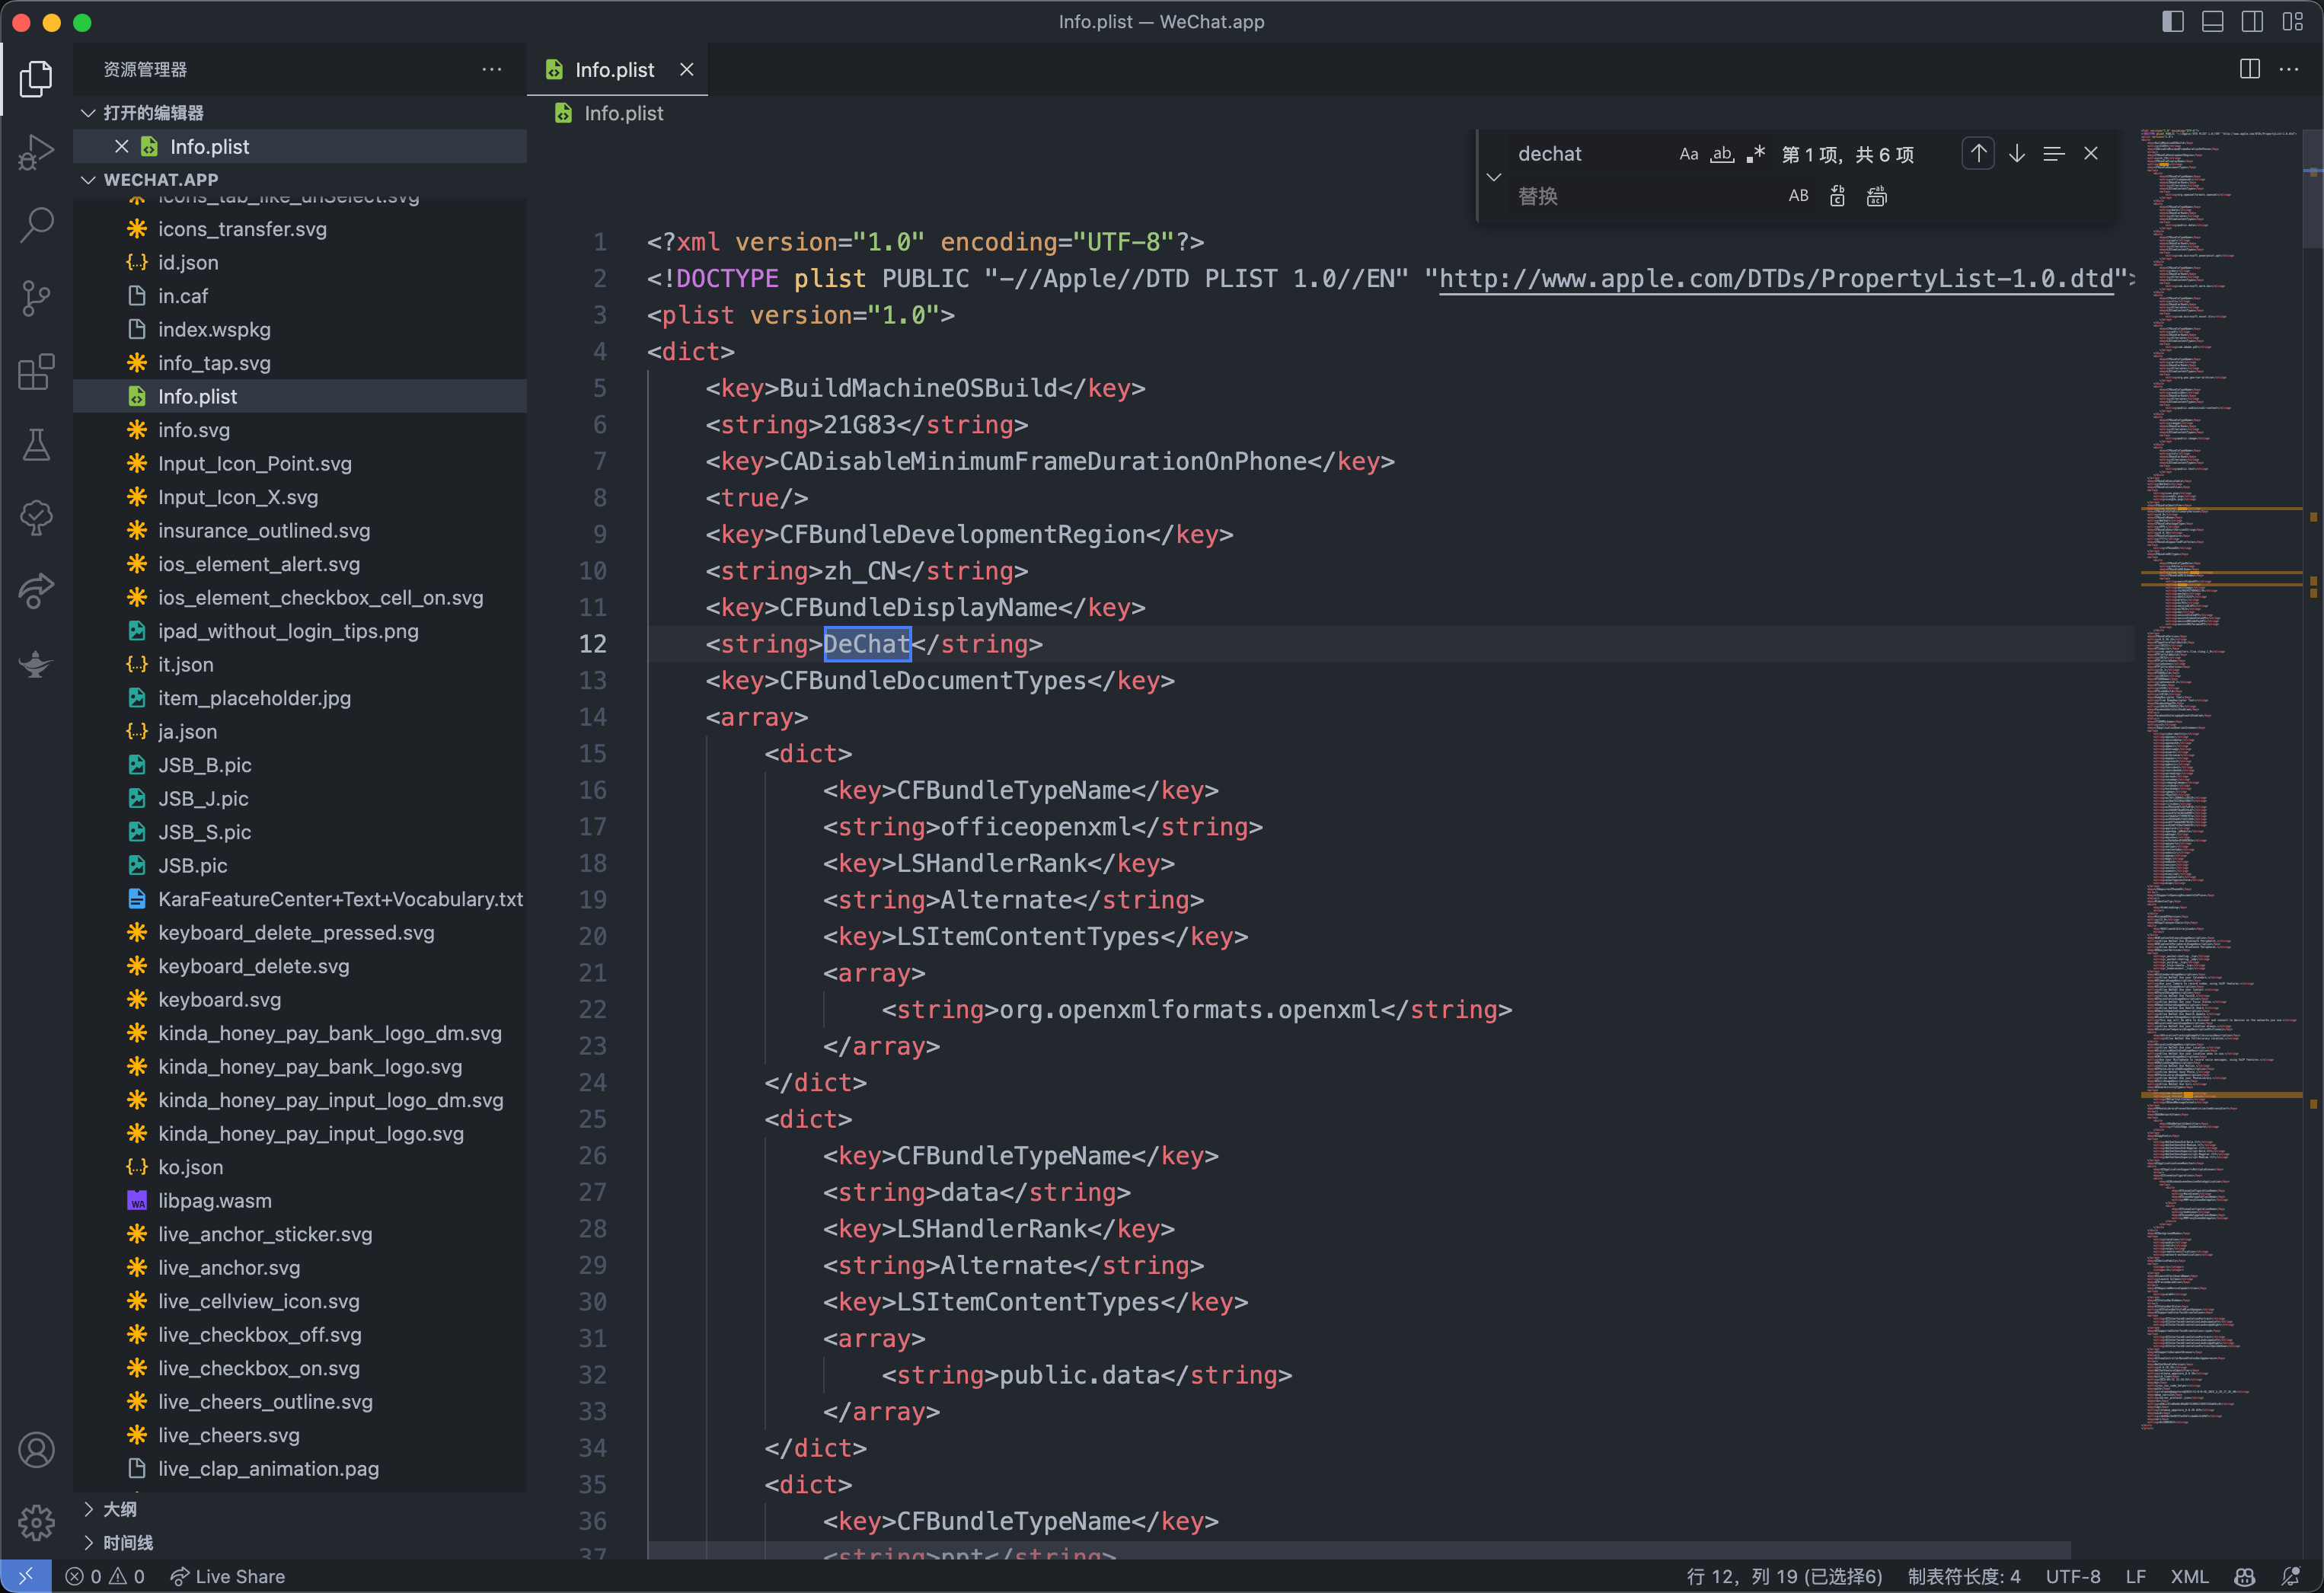 Info.plist — WeChat.app
资源管理器
Info.plist
打开的编辑器
Info.plist
WECHAT.APP
icons_tab_like_unSelect.svg
icons_transfer.svg
id.json
in.caf
index.wspkg
info_tap.svg
Info.plist
info.svg
Input_Icon_Point.svg
Input_Icon_X.svg
insurance_outlined.svg
ios_element_alert.svg
ios_element_checkbox_cell_on.svg
ipad_without_login_tips.png
it.json
item_placeholder.jpg
ja.json
JSB_B.pic
JSB_J.pic
JSB_S.pic
JSB.pic
KaraFeatureCenter+Text+Vocabulary.txt
keyboard_delete_pressed.svg
keyboard_delete.svg
keyboard.svg
kinda_honey_pay_bank_logo_dm.svg
kinda_honey_pay_bank_logo.svg
kinda_honey_pay_input_logo_dm.svg
kinda_honey_pay_input_logo.svg
ko.json
libpag.wasm
live_anchor_sticker.svg
live_anchor.svg
live_cellview_icon.svg
live_checkbox_off.svg
live_checkbox_on.svg
live_cheers_outline.svg
live_cheers.svg
live_clap_animation.pag
大纲
时间线
Info.plist
dechat Aa ab .* 第 1 项，共 6 项
替换 AB
1 <?xml version="1.0" encoding="UTF-8"?>
2 <!DOCTYPE plist PUBLIC "-//Apple//DTD PLIST 1.0//EN" "http://www.apple.com/DTDs/PropertyList-1.0.dtd">
3 <plist version="1.0">
4 <dict>
5 <key>BuildMachineOSBuild</key>
6 <string>21G83</string>
7 <key>CADisableMinimumFrameDurationOnPhone</key>
8 <true/>
9 <key>CFBundleDevelopmentRegion</key>
10 <string>zh_CN</string>
11 <key>CFBundleDisplayName</key>
12 <string>DeChat</string>
13 <key>CFBundleDocumentTypes</key>
14 <array>
15 <dict>
16 <key>CFBundleTypeName</key>
17 <string>officeopenxml</string>
18 <key>LSHandlerRank</key>
19 <string>Alternate</string>
20 <key>LSItemContentTypes</key>
21 <array>
22 <string>org.openxmlformats.openxml</string>
23 </array>
24 </dict>
25 <dict>
26 <key>CFBundleTypeName</key>
27 <string>data</string>
28 <key>LSHandlerRank</key>
29 <string>Alternate</string>
30 <key>LSItemContentTypes</key>
31 <array>
32 <string>public.data</string>
33 </array>
34 </dict>
35 <dict>
36 <key>CFBundleTypeName</key>
37 <string>ppt</string>
0 0 Live Share
行 12，列 19 (已选择6) 制表符长度: 4 UTF-8 LF XML